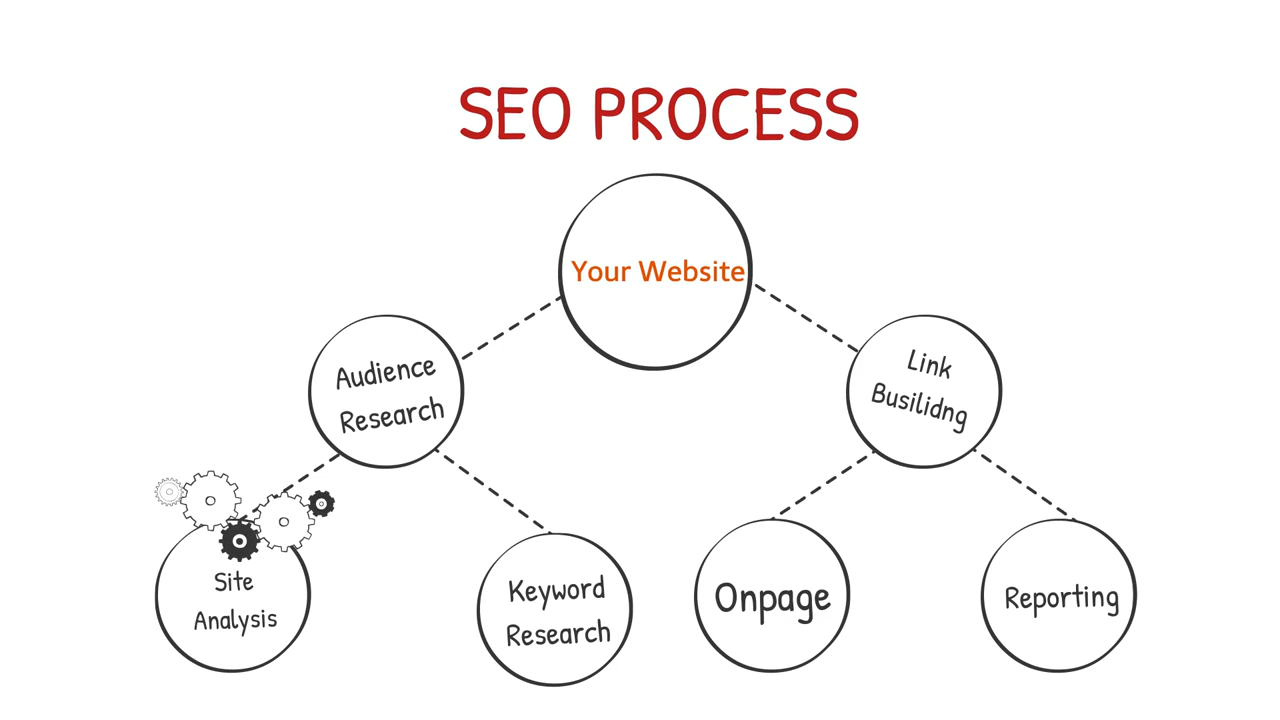 SEO PROCESS
Your Website
Audience
Research
Link
Busilidng
Site
Analysis
Keyword
Research
Onpage
Reporting